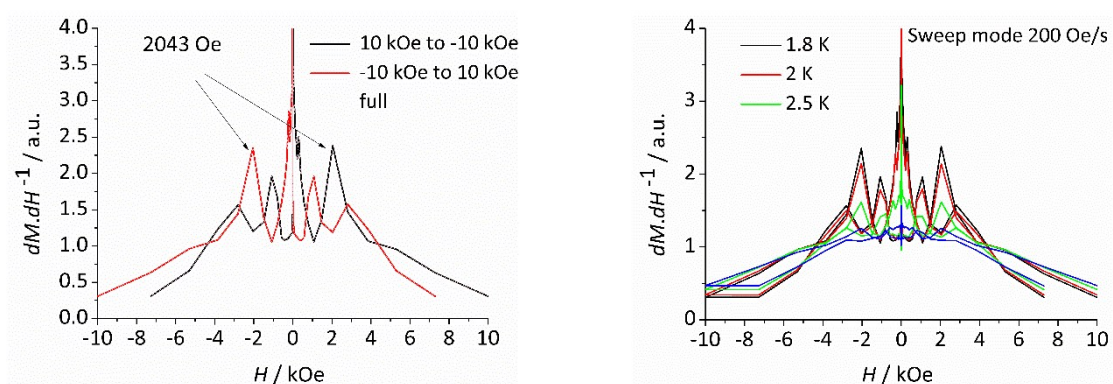 4.0
3.5
3.0
2.5
2.0
1.5
1.0
0.5
0.0
2043 Oe
10 kOe to -10 kOe
-10 kOe to 10 kOe
full
dM.dH⁻¹ / a.u.
-10 -8 -6 -4 -2 0 2 4 6 8 10
H / kOe
4
3
2
1
0
1.8 K
2 K
2.5 K
Sweep mode 200 Oe/s
dM.dH⁻¹ / a.u.
-10 -8 -6 -4 -2 0 2 4 6 8 10
H / kOe